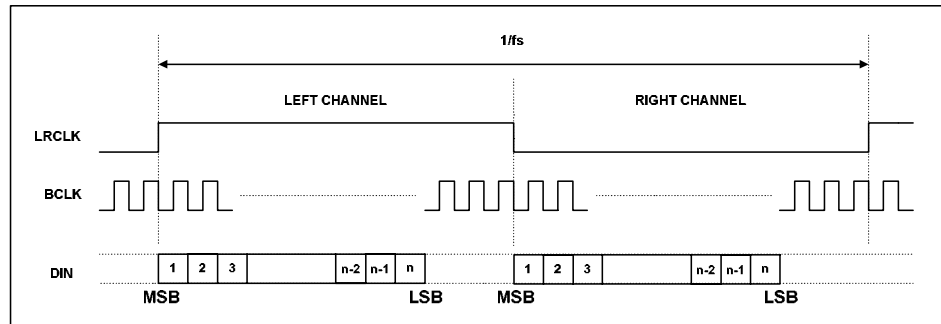 1/fs
LEFT CHANNEL RIGHT CHANNEL
LRCLK
BCLK
DIN 1 2 3 n-2 n-1 n 1 2 3 n-2 n-1 n
MSB LSB MSB LSB